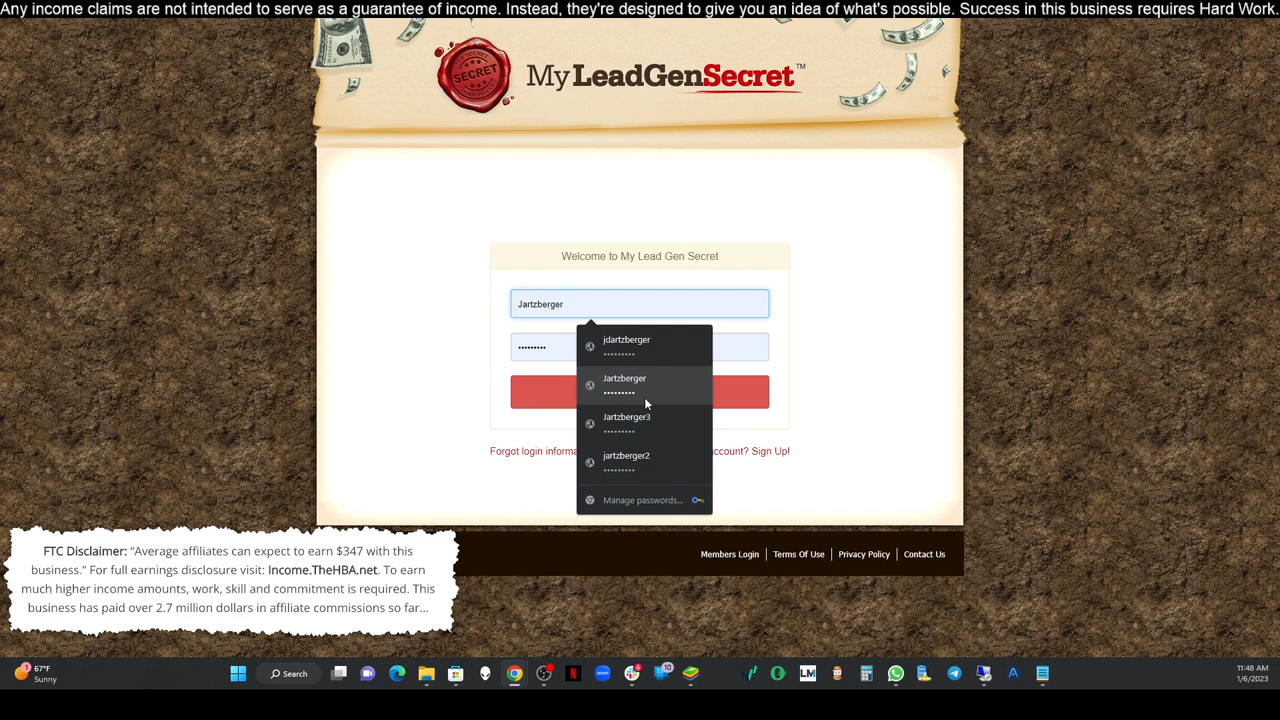 Any income claims are not intended to serve as a guarantee of income. Instead, they're designed to give you an idea of what's possible. Success in this business requires Hard Work.
SECRET
MyLeadGenSecret™
Welcome to My Lead Gen Secret
Jartzberger
•••••••••
jdartzberger
•••••••••
Jartzberger
•••••••••
Jartzberger3
•••••••••
jartzberger2
•••••••••
Manage passwords...
Forgot login informa
account? Sign Up!
Members Login | Terms Of Use | Privacy Policy | Contact Us
FTC Disclaimer: “Average affiliates can expect to earn $347 with this
business.” For full earnings disclosure visit: Income.TheHBA.net. To earn
much higher income amounts, work, skill and commitment is required. This
business has paid over 2.7 million dollars in affiliate commissions so far...
1
67°F
Sunny
Search
N
zoom
6
10
LM
A
11:48 AM
1/6/2023